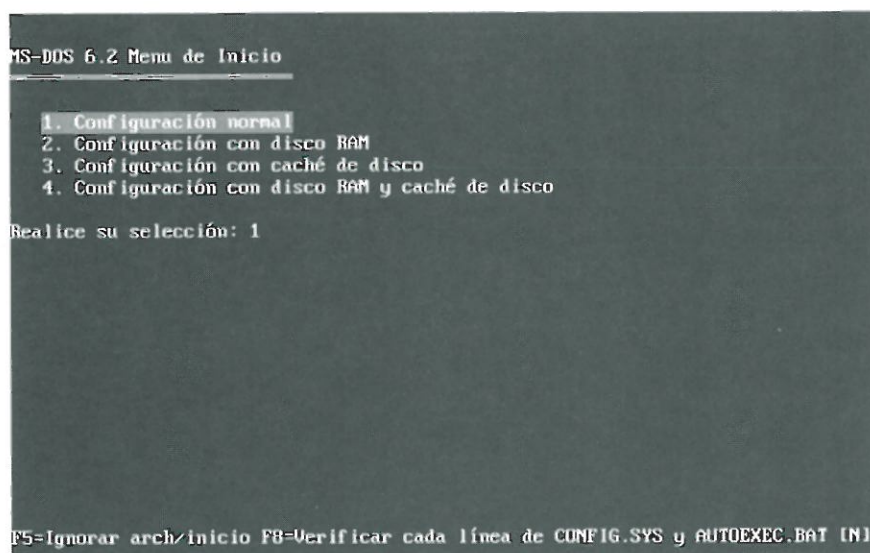 MS-DOS 6.2 Menu de Inicio
1. Configuración normal
2. Configuración con disco RAM
3. Configuración con caché de disco
4. Configuración con disco RAM y caché de disco
Realice su selección: 1
F5=Ignorar arch/inicio F8=Verificar cada línea de CONFIG.SYS y AUTOEXEC.BAT [N]